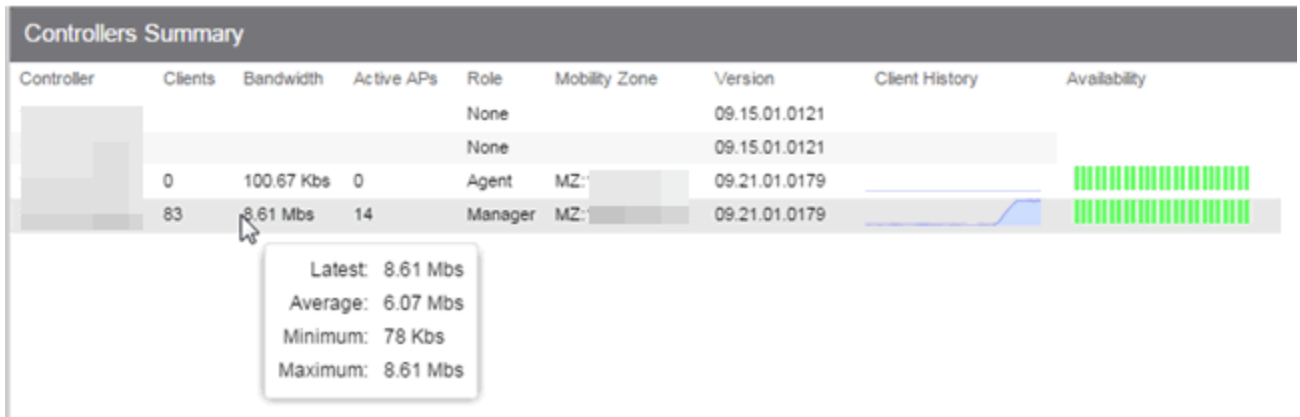 Controllers Summary
Controller Clients Bandwidth Active APs Role Mobility Zone Version Client History Availability
None 09.15.01.0121
None 09.15.01.0121
0 100.67 Kbs 0 Agent MZ: 09.21.01.0179
83 8.61 Mbs 14 Manager MZ: 09.21.01.0179
Latest: 8.61 Mbs
Average: 6.07 Mbs
Minimum: 78 Kbs
Maximum: 8.61 Mbs